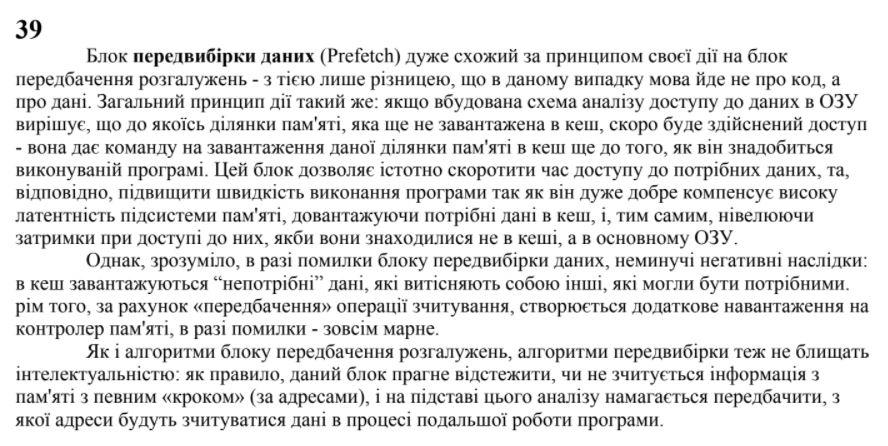 39
Блок передвибірки даних (Prefetch) дуже схожий за принципом своєї дії на блок
передбачення розгалужень - з тією лише різницею, що в даному випадку мова йде не про код, а
про дані. Загальний принцип дії такий же: якщо вбудована схема аналізу доступу до даних в ОЗУ
вирішує, що до якоїсь ділянки пам'яті, яка ще не завантажена в кеш, скоро буде здійснений доступ
- вона дає команду на завантаження даної ділянки пам'яті в кеш ще до того, як він знадобиться
виконуваній програмі. Цей блок дозволяє істотно скоротити час доступу до потрібних даних, та,
відповідно, підвищити швидкість виконання програми так як він дуже добре компенсує високу
латентність підсистеми пам'яті, довантажуючи потрібні дані в кеш, і, тим самим, нівелюючи
затримки при доступі до них, якби вони знаходилися не в кеші, а в основному ОЗУ.
Однак, зрозуміло, в разі помилки блоку передвибірки даних, неминучі негативні наслідки:
в кеш завантажуються “непотрібні” дані, які витісняють собою інші, які могли бути потрібними.
рім того, за рахунок «передбачення» операції зчитування, створюється додаткове навантаження на
контролер пам'яті, в разі помилки - зовсім марне.
Як і алгоритми блоку передбачення розгалужень, алгоритми передвибірки теж не блищать
інтелектуальністю: як правило, даний блок прагне відстежити, чи не зчитується інформація з
пам'яті з певним «кроком» (за адресами), і на підставі цього аналізу намагається передбачити, з
якої адреси будуть зчитуватися дані в процесі подальшої роботи програми.